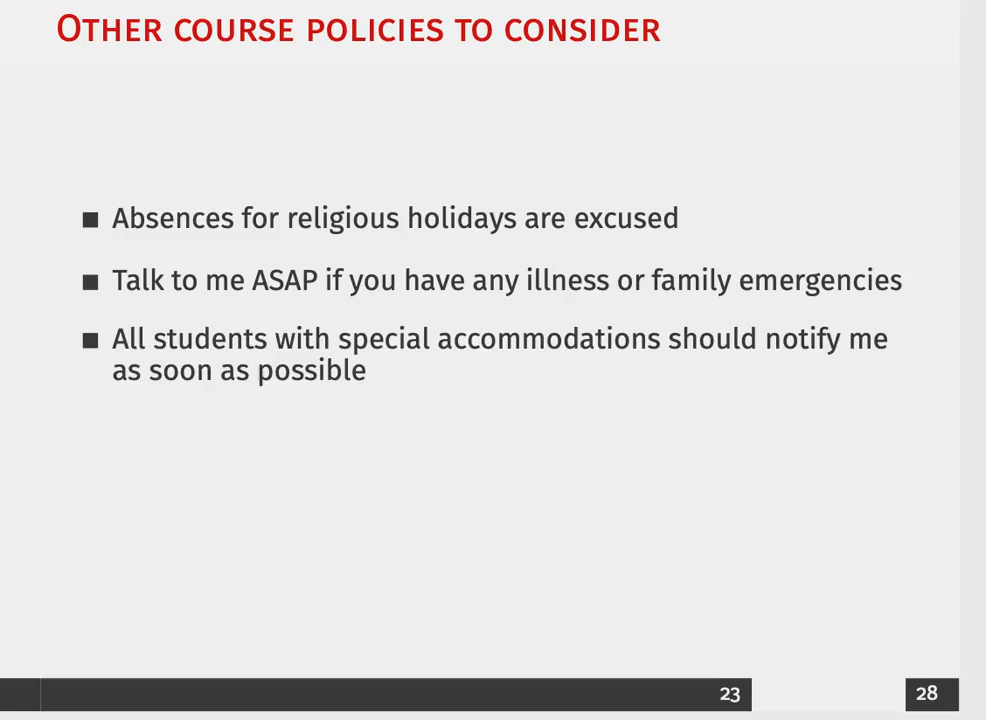 Other course policies to consider
Absences for religious holidays are excused
Talk to me ASAP if you have any illness or family emergencies
All students with special accommodations should notify me
as soon as possible
23
28